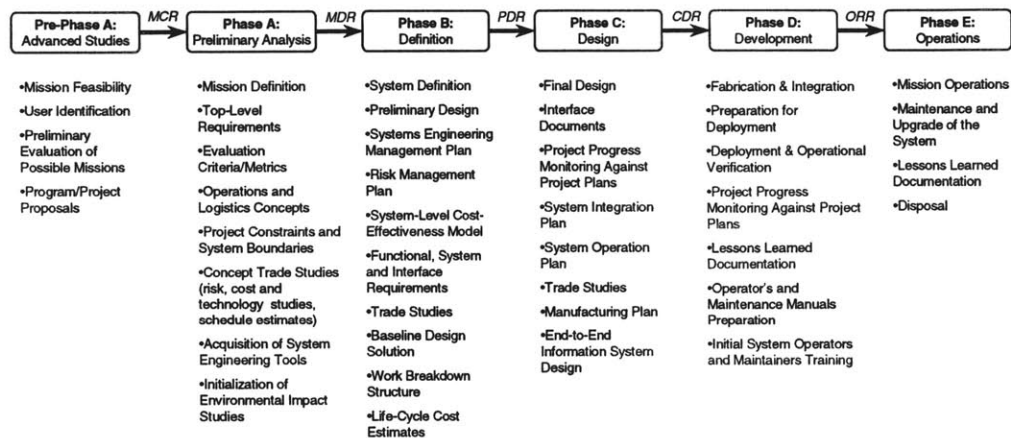 Pre-Phase A:
Advanced Studies
MCR
Phase A:
Preliminary Analysis
MDR
Phase B:
Definition
PDR
Phase C:
Design
CDR
Phase D:
Development
ORR
Phase E:
Operations
•Mission Feasibility
•User Identification
•Preliminary
Evaluation of
Possible Missions
•Program/Project
Proposals
•Mission Definition
•Top-Level
Requirements
•Evaluation
Criteria/Metrics
•Operations and
Logistics Concepts
•Project Constraints and
System Boundaries
•Concept Trade Studies
(risk, cost and
technology studies,
schedule estimates)
•Acquisition of System
Engineering Tools
•Initialization of
Environmental Impact
Studies
•System Definition
•Preliminary Design
•Systems Engineering
Management Plan
•Risk Management
Plan
•System-Level Cost-
Effectiveness Model
•Functional, System
and Interface
Requirements
•Trade Studies
•Baseline Design
Solution
•Work Breakdown
Structure
•Life-Cycle Cost
Estimates
•Final Design
•Interface
Documents
•Project Progress
Monitoring Against
Project Plans
•System Integration
Plan
•System Operation
Plan
•Trade Studies
•Manufacturing Plan
•End-to-End
Information System
Design
•Fabrication & Integration
•Preparation for
Deployment
•Deployment & Operational
Verification
•Project Progress
Monitoring Against Project
Plans
•Lessons Learned
Documentation
•Operator's and
Maintenance Manuals
Preparation
•Initial System Operators
and Maintainers Training
•Mission Operations
•Maintenance and
Upgrade of the
System
•Lessons Learned
Documentation
•Disposal